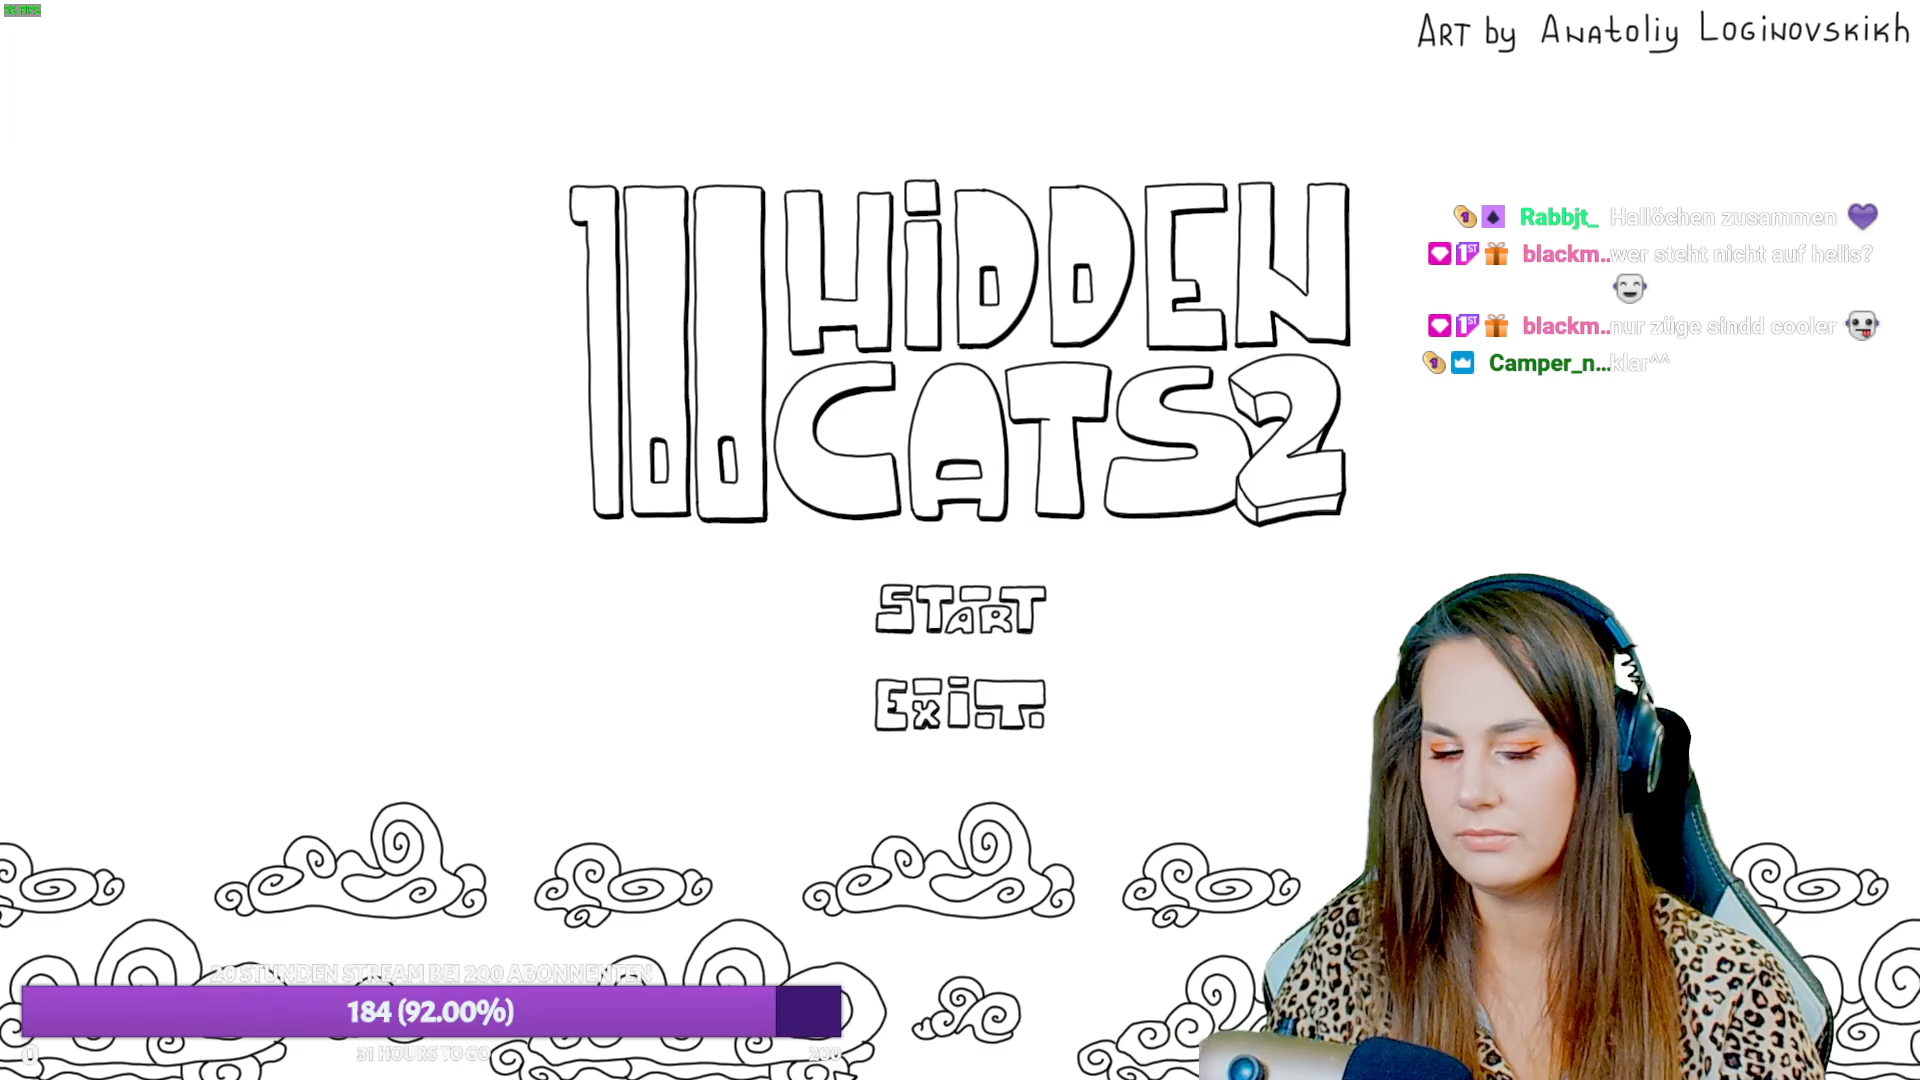 Art by Anatoliy Loginovskikh
100 HiDDEN
CATS 2
START
ExiT
Rabbjt_ Hallöchen zusammen
blackm.. wer steht nicht auf helis?
blackm.. nur züge sindd cooler
Camper_n... klar^^
20 STUNDEN STREAM BEI 200 ABONNENTEN
184 (92.00%)
0 31 HOURS TO GO 200